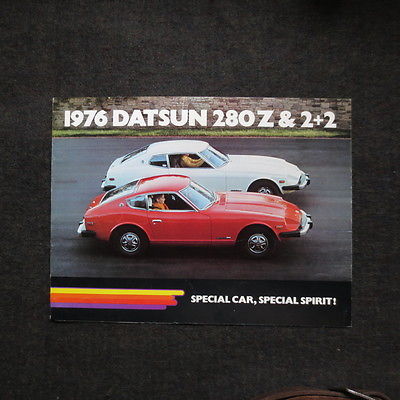 1976 DATSUN 280Z & 2+2
SPECIAL CAR, SPECIAL SPIRIT!